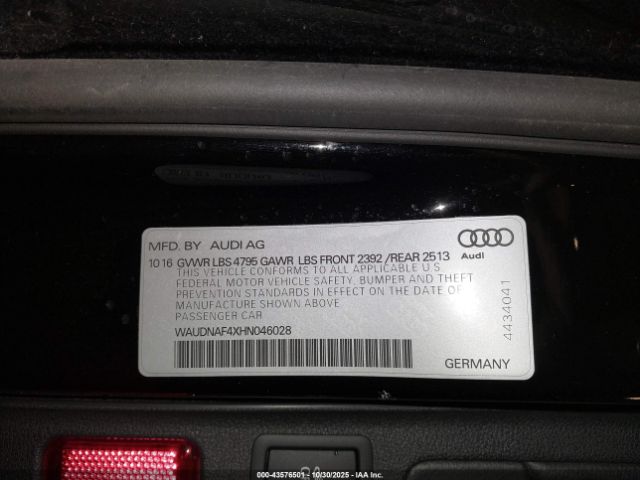 MFD. BY AUDI AG
10 16 GVWR LBS 4795 GAWR LBS FRONT 2392 /REAR 2513
THIS VEHICLE CONFORMS TO ALL APPLICABLE U S
FEDERAL MOTOR VEHICLE SAFETY, BUMPER AND THEFT
PREVENTION STANDARDS IN EFFECT ON THE DATE OF
MANUFACTURE SHOWN ABOVE
PASSENGER CAR
WAUDNAF4XHN046028
Audi
4434041
GERMANY
000-43576501 - 10/30/2025 - © IAA, Inc.